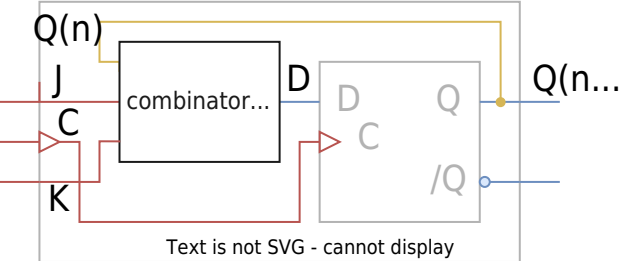 Q(n)
J
D
D
Q
Q(n...
combinator...
C
C
K
/Q
Text is not SVG - cannot display